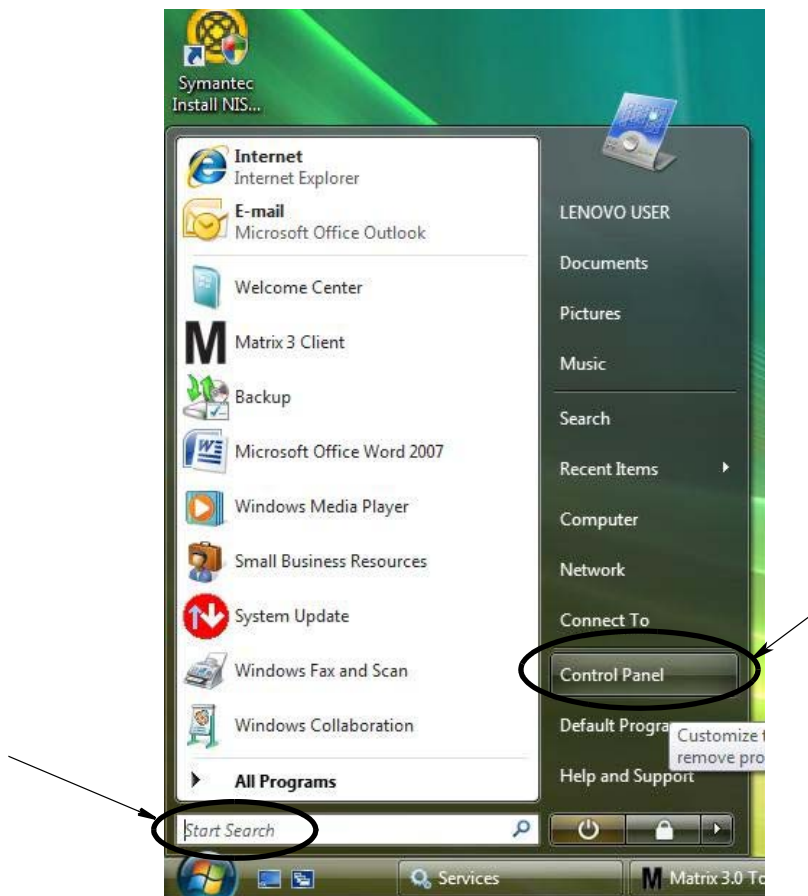 Symantec
Install NIS...
Internet
Internet Explorer
E-mail
Microsoft Office Outlook
Welcome Center
Matrix 3 Client
Backup
Microsoft Office Word 2007
Windows Media Player
Small Business Resources
System Update
Windows Fax and Scan
Windows Collaboration
All Programs
Start Search
LENOVO USER
Documents
Pictures
Music
Search
Recent Items
Computer
Network
Connect To
Control Panel
Default Progra
Customize
remove pro
Help and Support
Services
M Matrix 3.0 To